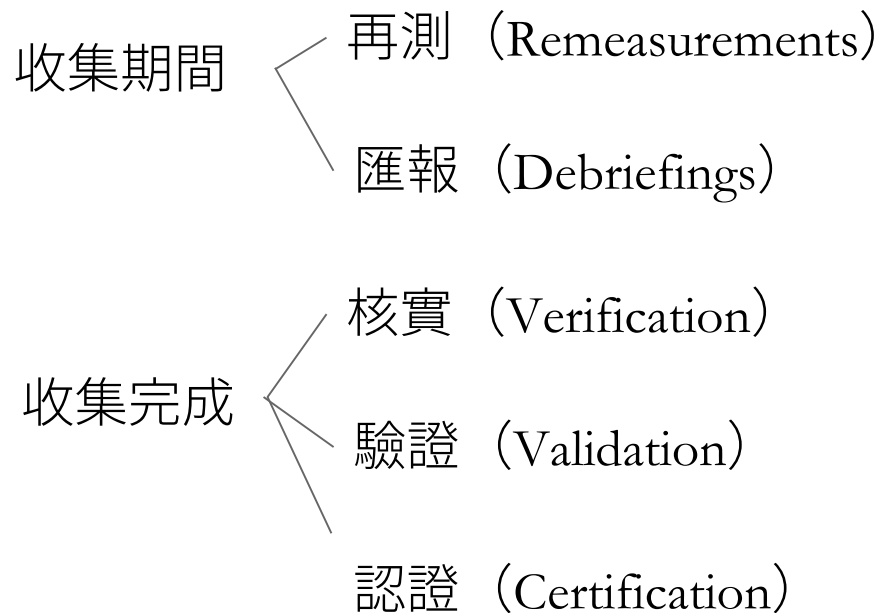 收集期間
再測（Remeasurements）
匯報（Debriefings）
收集完成
核實（Verification）
驗證（Validation）
認證（Certification）